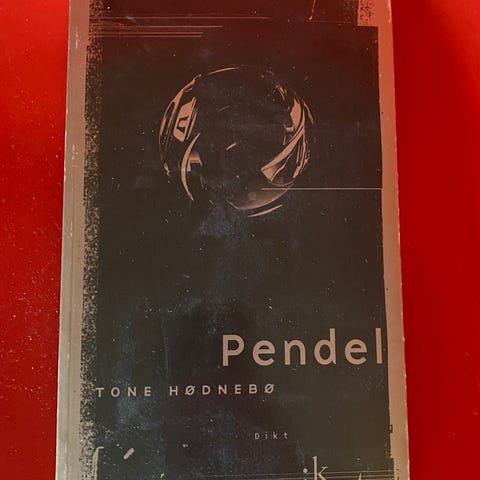 Pendel
TONE HØDNEBØ
Dikt